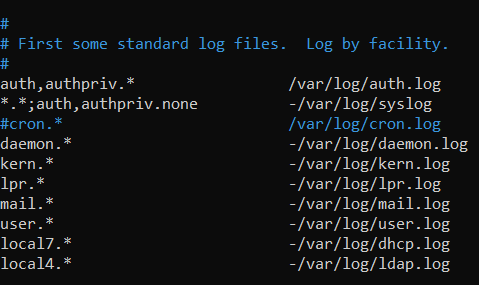 #
# First some standard log files.  Log by facility.
#
auth,authpriv.*                 /var/log/auth.log
*.*;auth,authpriv.none          -/var/log/syslog
#cron.*                         /var/log/cron.log
daemon.*                        -/var/log/daemon.log
kern.*                          -/var/log/kern.log
lpr.*                           -/var/log/lpr.log
mail.*                          -/var/log/mail.log
user.*                          -/var/log/user.log
local7.*                        -/var/log/dhcp.log
local4.*                        -/var/log/ldap.log